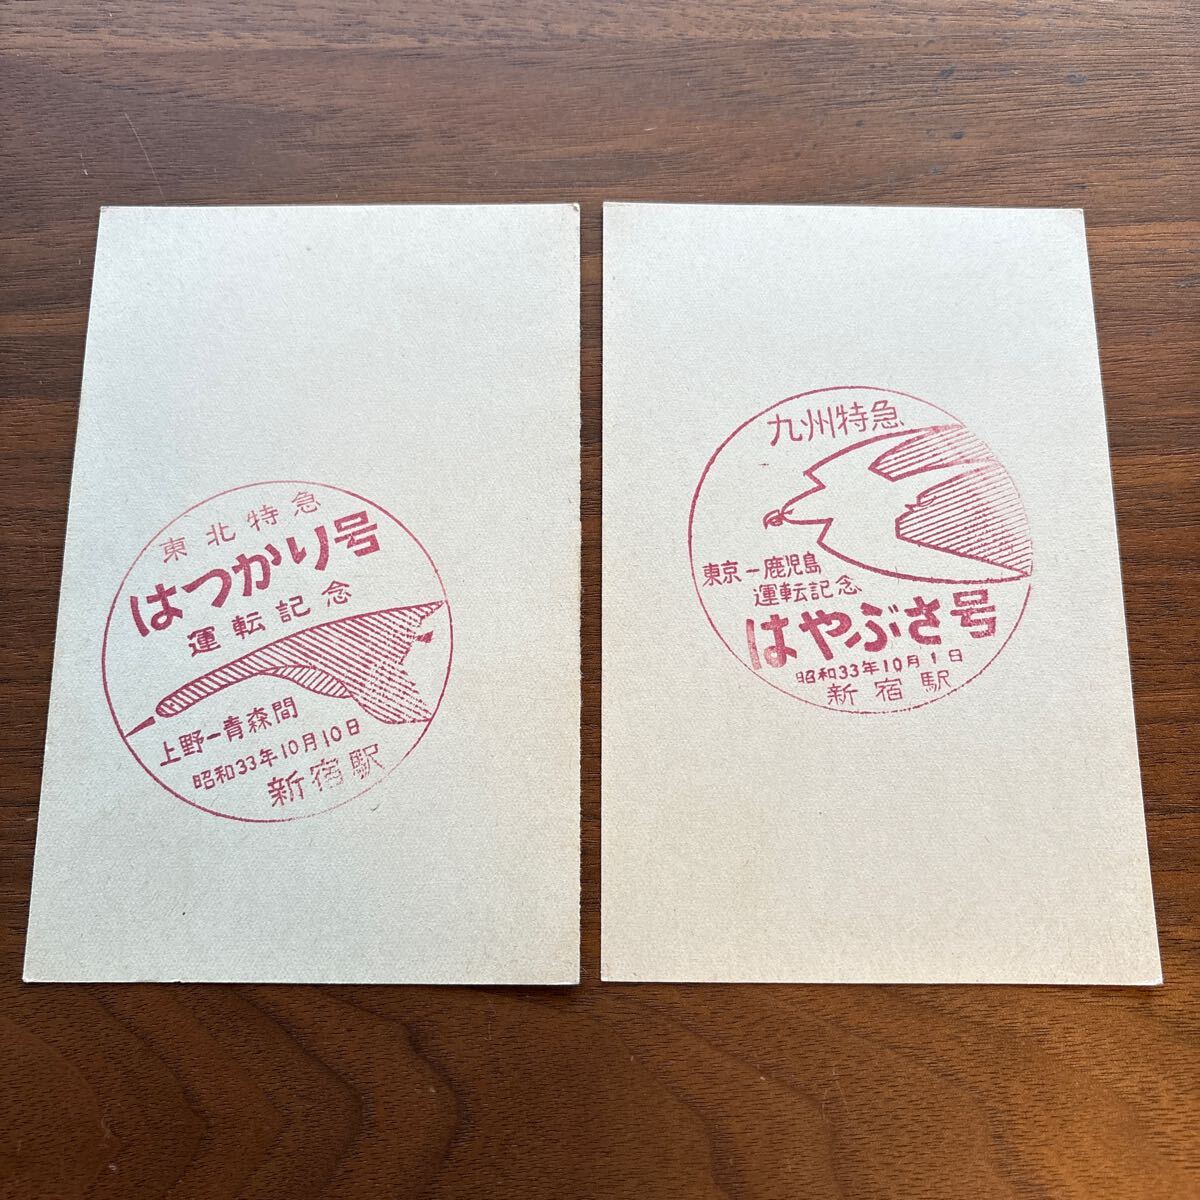 東北特急
はつかり号
運転記念
上野ー青森間
昭和33年10月10日
新宿駅
九州特急
東京ー鹿児島
運転記念
はやぶさ号
昭和33年10月1日
新宿駅